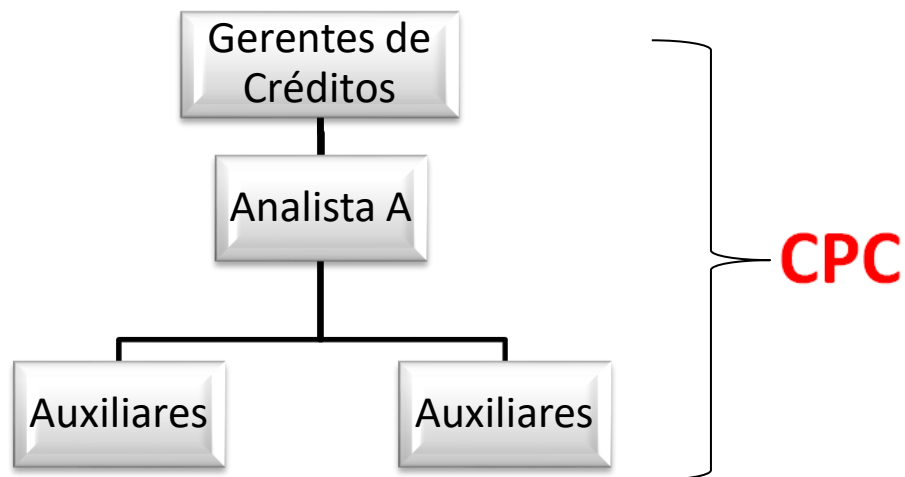 Gerentes de
Créditos
Analista A
CPC
Auxiliares
Auxiliares